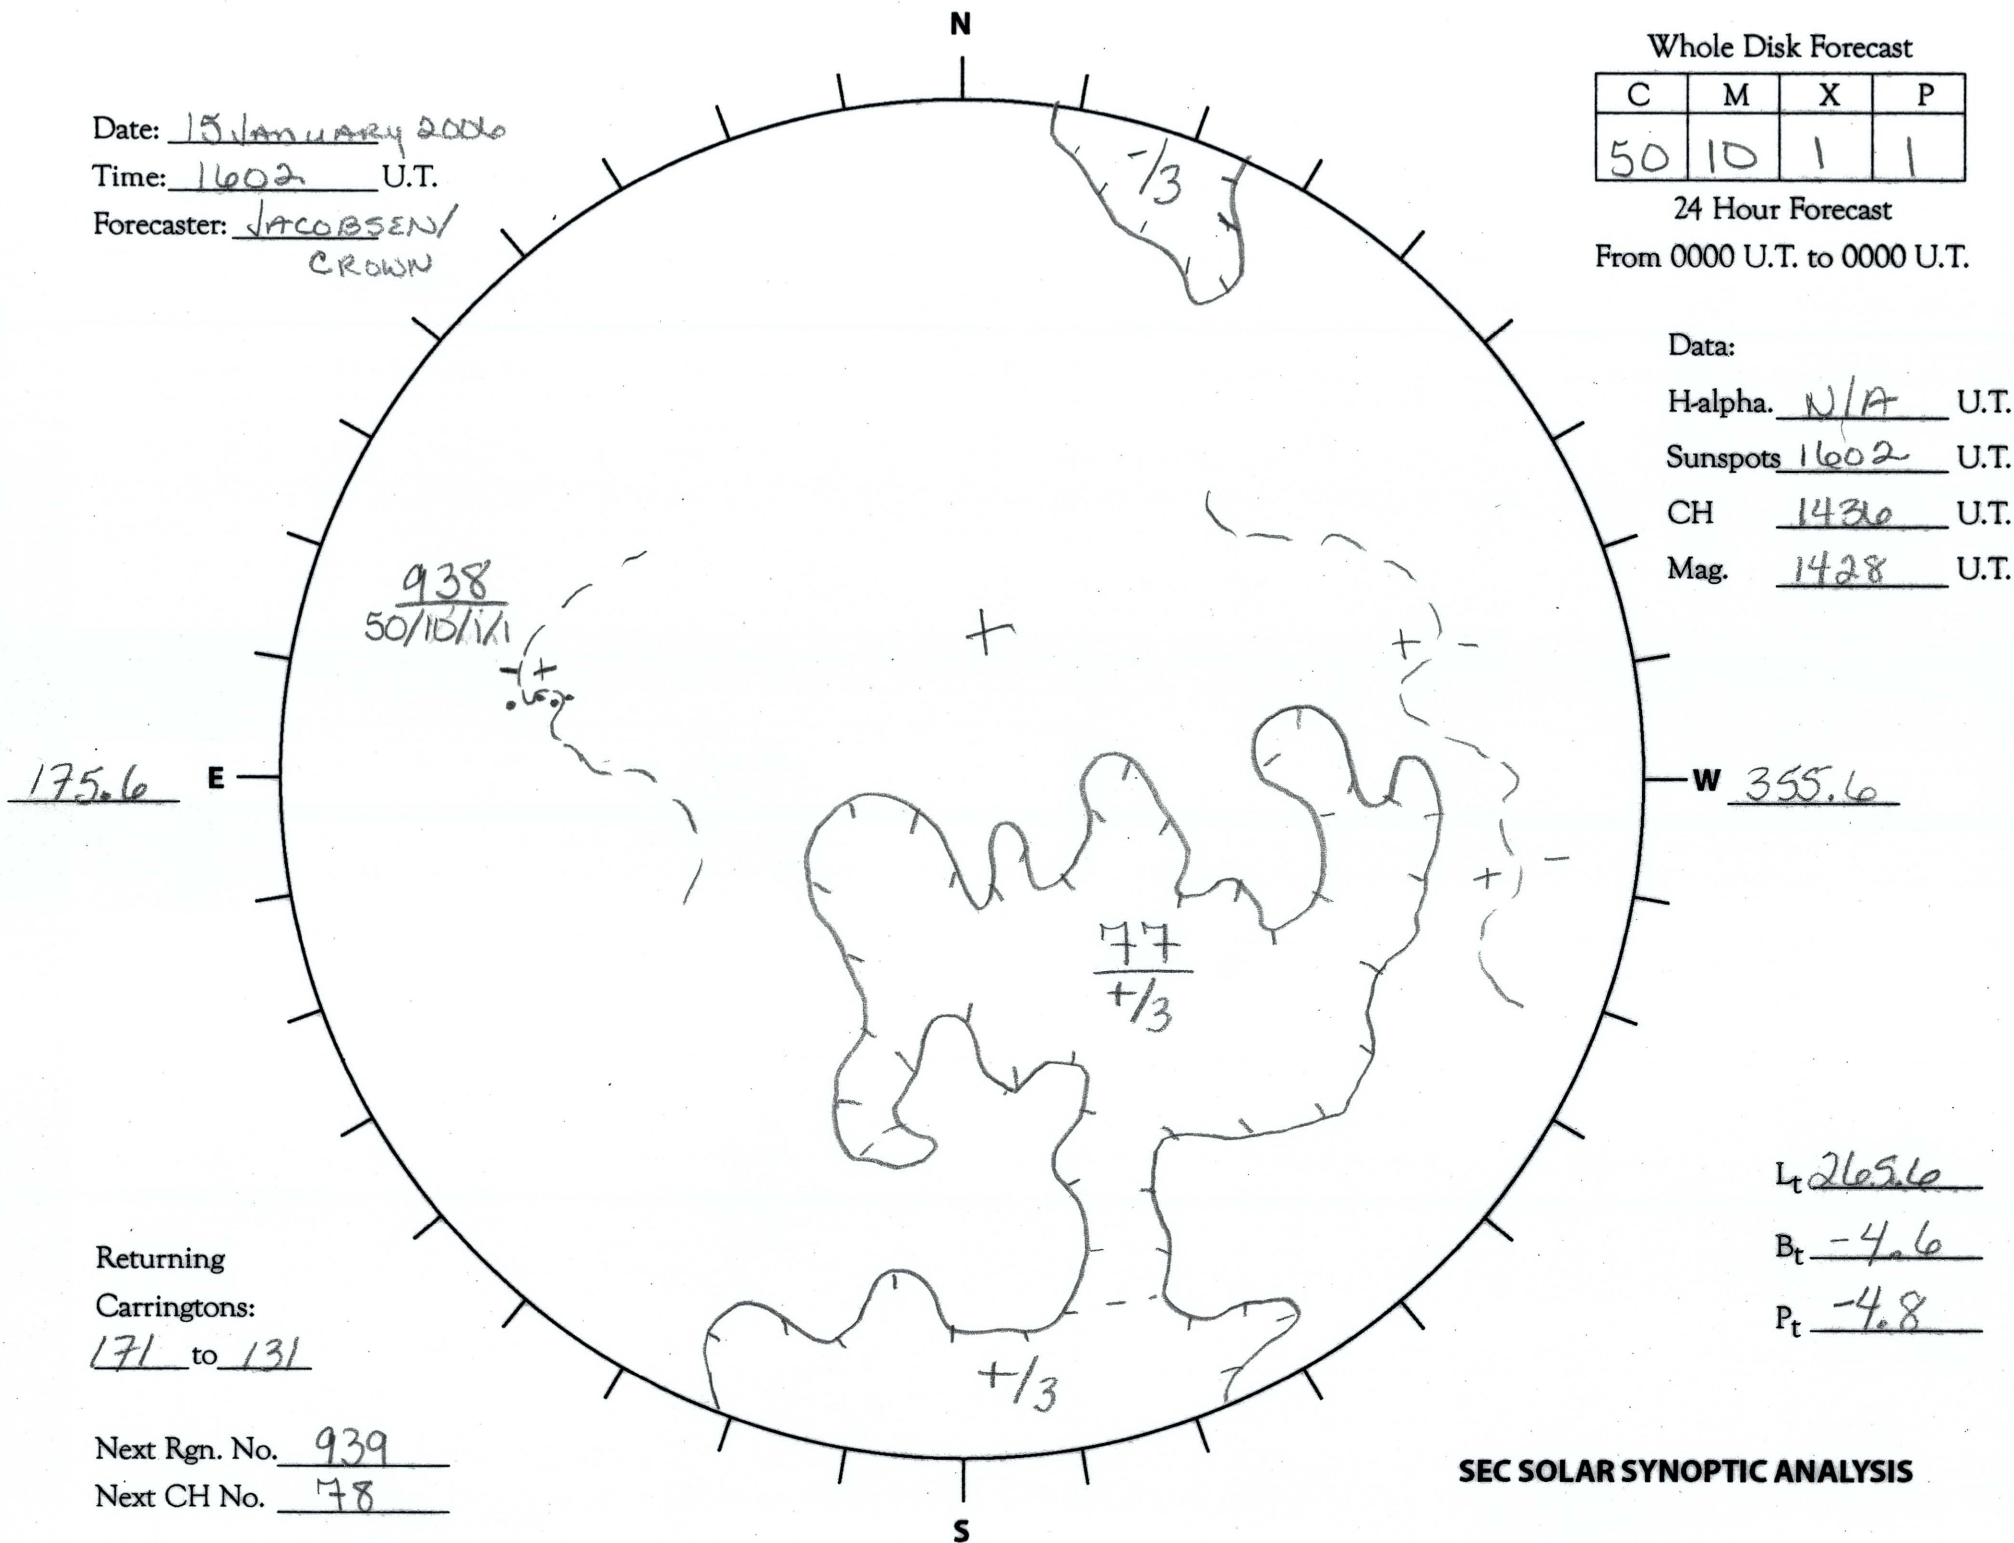 N
Date: 15 JANUARY 2006
Time: 1602 U.T.
Forecaster: JACOBSEN/
CROWN
Whole Disk Forecast
C M X P
50 10 1 1
24 Hour Forecast
From 0000 U.T. to 0000 U.T.
-/3
Data:
H-alpha. N/A U.T.
Sunspots 1602 U.T.
CH 1436 U.T.
Mag. 1428 U.T.
938
50/10/1/1
- +
+
+ -
175.6 E
W 355.6
+ -
77
+/3
Lt 265.6
Bt -4.6
Pt -4.8
Returning
Carringtons:
171 to 131
+/3
Next Rgn. No. 939
Next CH No. 78
SEC SOLAR SYNOPTIC ANALYSIS
S